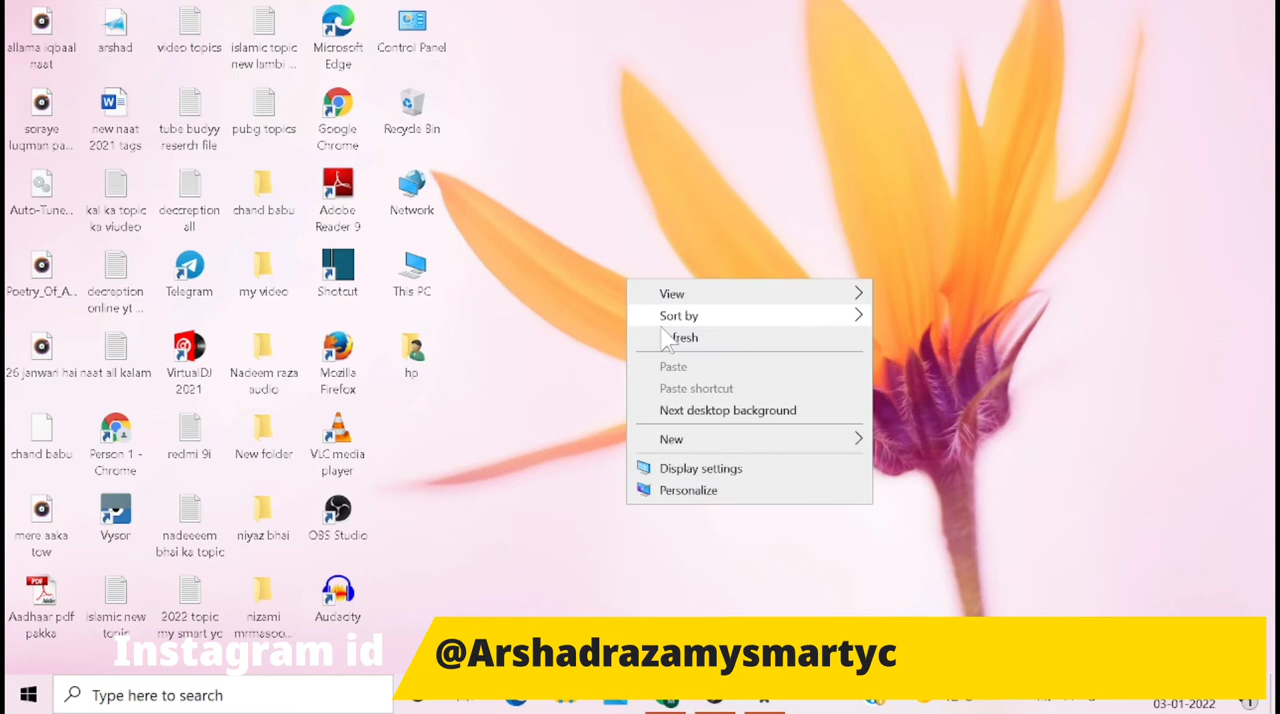 allama iqbaal
naat
arshad
video topics
islamic topic
new lambi ...
Microsoft
Edge
Control Panel
soraye
luqman pa...
new naat
2021 tags
tube budyy
reserch file
pubg topics
Google
Chrome
Recycle Bin
Auto-Tune...
kal ka topic
ka viudeo
deccreption
all
chand babu
Adobe
Reader 9
Network
Poetry_Of_A...
decreption
online yt ...
Telegram
my video
Shotcut
This PC
26 janwari hai
naat all kalam
VirtualDJ
2021
Nadeem raza
audio
Mozilla
Firefox
hp
chand babu
Person 1 -
Chrome
redmi 9i
New folder
VLC media
player
mere aaka
tow
Vysor
nadeeeem
bhai ka topic
niyaz bhai
OBS Studio
Aadhaar pdf
pakka
islamic new
topic
2022 topic
my smart yc
nizami
mrmasoo...
Audacity
View
Sort by
fresh
Paste
Paste shortcut
Next desktop background
New
Display settings
Personalize
Instagram id
@Arshadrazamysmartyc
Type here to search
03-01-2022
1